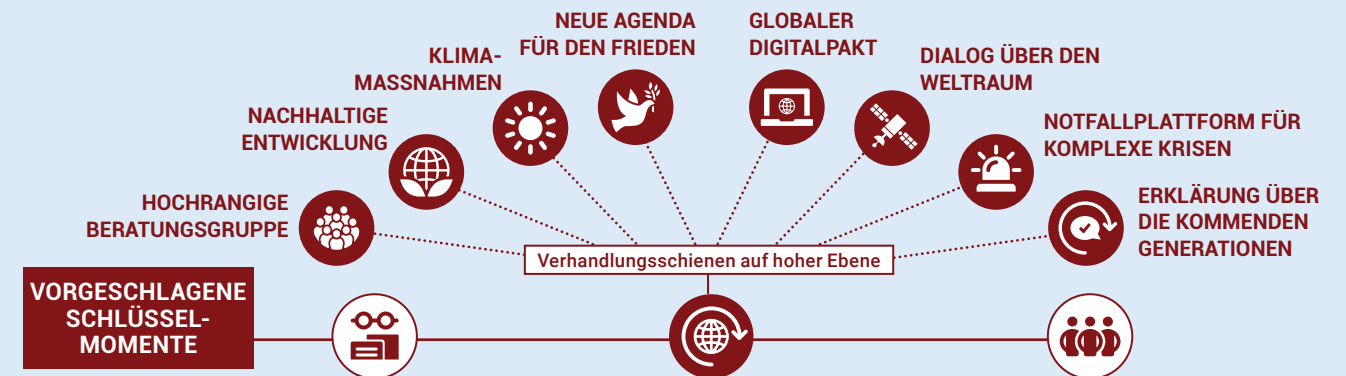 NEUE AGENDA
FÜR DEN FRIEDEN
GLOBALER
DIGITALPAKT
KLIMA-
MASSNAHMEN
DIALOG ÜBER DEN
WELTRAUM
NACHHALTIGE
ENTWICKLUNG
NOTFALLPLATTFORM FÜR
KOMPLEXE KRISEN
HOCHRANGIGE
BERATUNGSGRUPPE
ERKLÄRUNG ÜBER
DIE KOMMENDEN
GENERATIONEN
Verhandlungsschienen auf hoher Ebene
VORGESCHLAGENE
SCHLÜSSEL-
MOMENTE